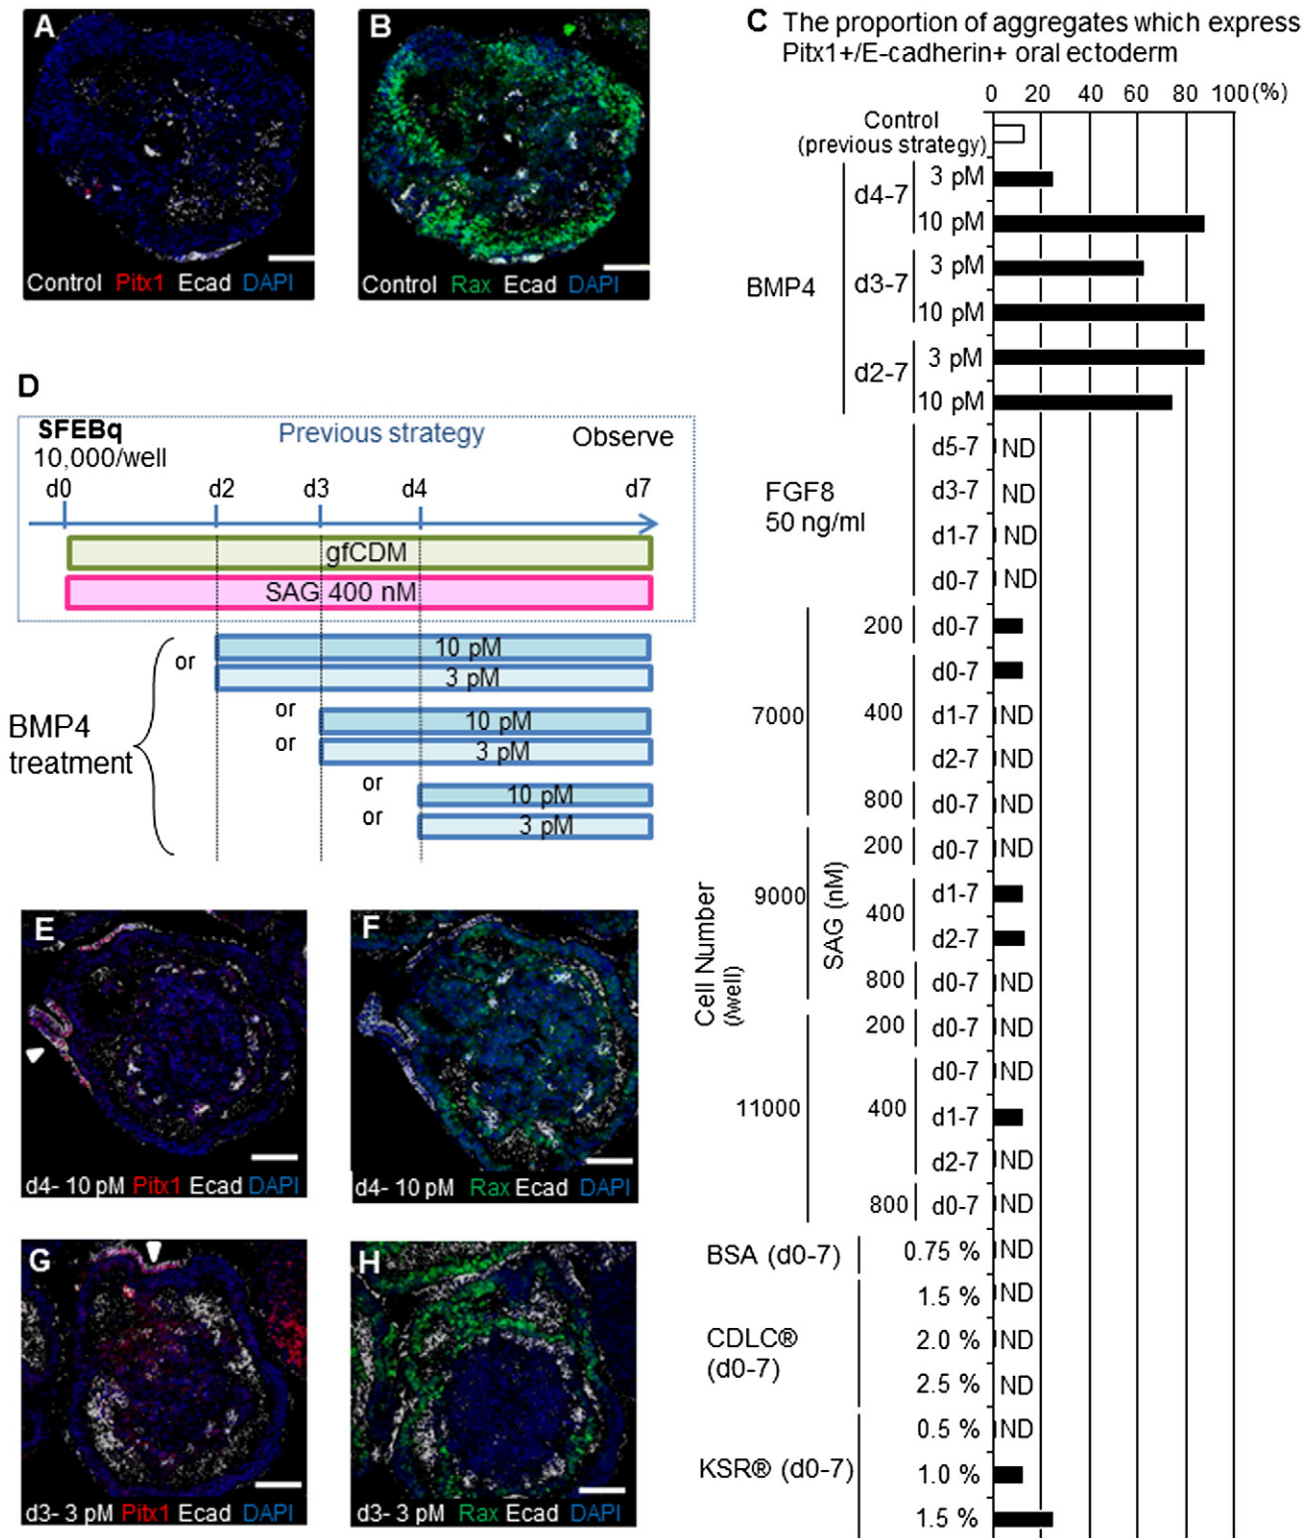 A
Control Pitx1 Ecad DAPI
B
Control Rax Ecad DAPI
C The proportion of aggregates which express
Pitx1+/E-cadherin+ oral ectoderm
0 20 40 60 80 100(%)
Control
(previous strategy)
BMP4
d4-7
3 pM
10 pM
d3-7
3 pM
10 pM
d2-7
3 pM
10 pM
FGF8
50 ng/ml
d5-7 ND
d3-7 ND
d1-7 ND
d0-7 ND
Cell Number
(/well)
SAG (nM)
7000
200 d0-7
400
d0-7
d1-7 ND
d2-7 ND
800 d0-7 ND
9000
200 d0-7 ND
400
d1-7
d2-7
800 d0-7 ND
11000
200 d0-7 ND
400
d0-7 ND
d1-7
d2-7 ND
800 d0-7 ND
BSA (d0-7) 0.75 % ND
CDLC®
(d0-7)
1.5 % ND
2.0 % ND
2.5 % ND
KSR® (d0-7)
0.5 % ND
1.0 %
1.5 %
D
SFEBq
10,000/well
Previous strategy
Observe
d0 d2 d3 d4 d7
gfCDM
SAG 400 nM
BMP4
treatment
or
10 pM
3 pM
or
10 pM
or
3 pM
or
10 pM
or
3 pM
E
d4- 10 pM Pitx1 Ecad DAPI
F
d4- 10 pM Rax Ecad DAPI
G
d3- 3 pM Pitx1 Ecad DAPI
H
d3- 3 pM Rax Ecad DAPI